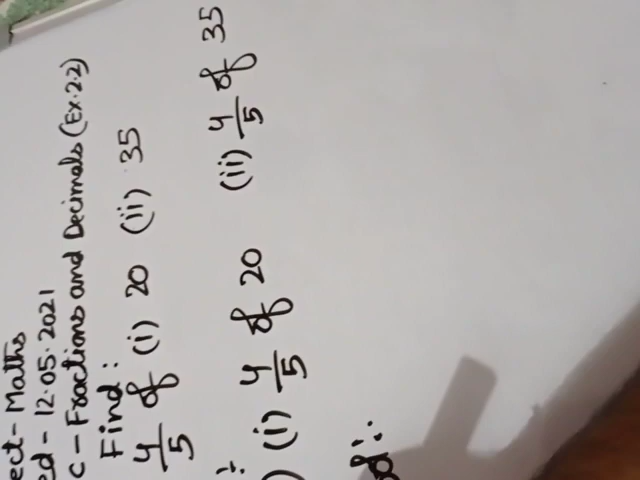 ect - Maths
ed - 12.05.2021
c - Fractions and Decimals (Ex.2.2)
Find:
4/5 of (i) 20 (ii) 35
(i) 4/5 of 20 (ii) 4/5 of 35